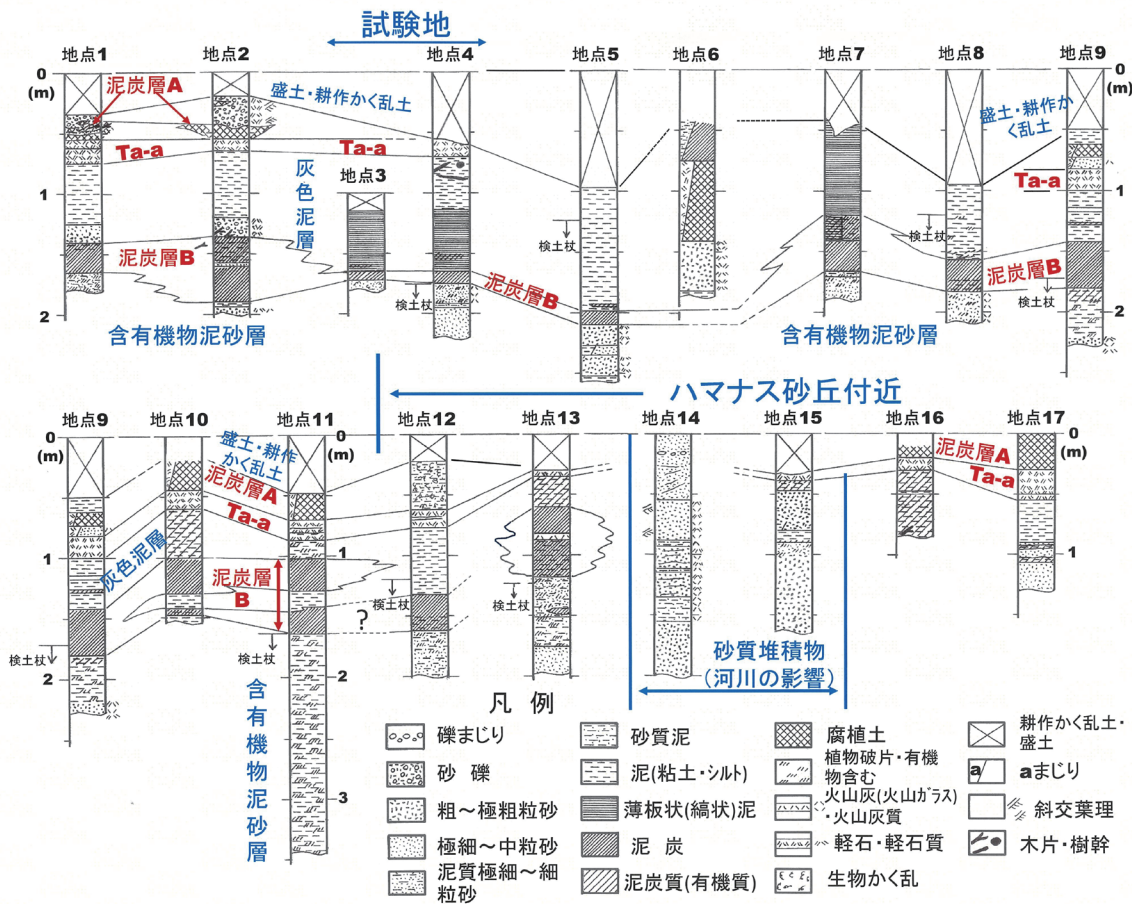 試験地
地点1
地点2
地点4
地点5
地点6
地点7
地点8
地点9
0
(m)
1
2
0
(m)
1
2
泥炭層A
盛土・耕作かく乱土
盛土・耕作か
く乱土
Ta-a
Ta-a
Ta-a
灰色泥層
地点3
泥炭層B
泥炭層B
泥炭層B
検土杖
検土杖
検土杖
検土杖
含有機物泥砂層
含有機物泥砂層
ハマナス砂丘付近
地点9
地点10
地点11
地点12
地点13
地点14
地点15
地点16
地点17
0
(m)
1
2
0
(m)
1
2
3
0
(m)
1
盛土・耕作
かく乱土
泥炭層A
Ta-a
灰色泥層
泥炭層
B
泥炭層A
Ta-a
検土杖
検土杖
検土杖
検土杖
?
含有機物泥砂層
砂質堆積物
(河川の影響)
凡例
礫まじり
砂礫
粗〜極粗粒砂
極細〜中粒砂
泥質極細〜細
粒砂
砂質泥
泥(粘土・シルト)
薄板状(縞状)泥
泥炭
泥炭質(有機質)
腐植土
植物破片・有機
物含む
火山灰(火山ガラス)
・火山灰質
軽石・軽石質
生物かく乱
耕作かく乱土・
盛土
a
aまじり
斜交葉理
木片・樹幹